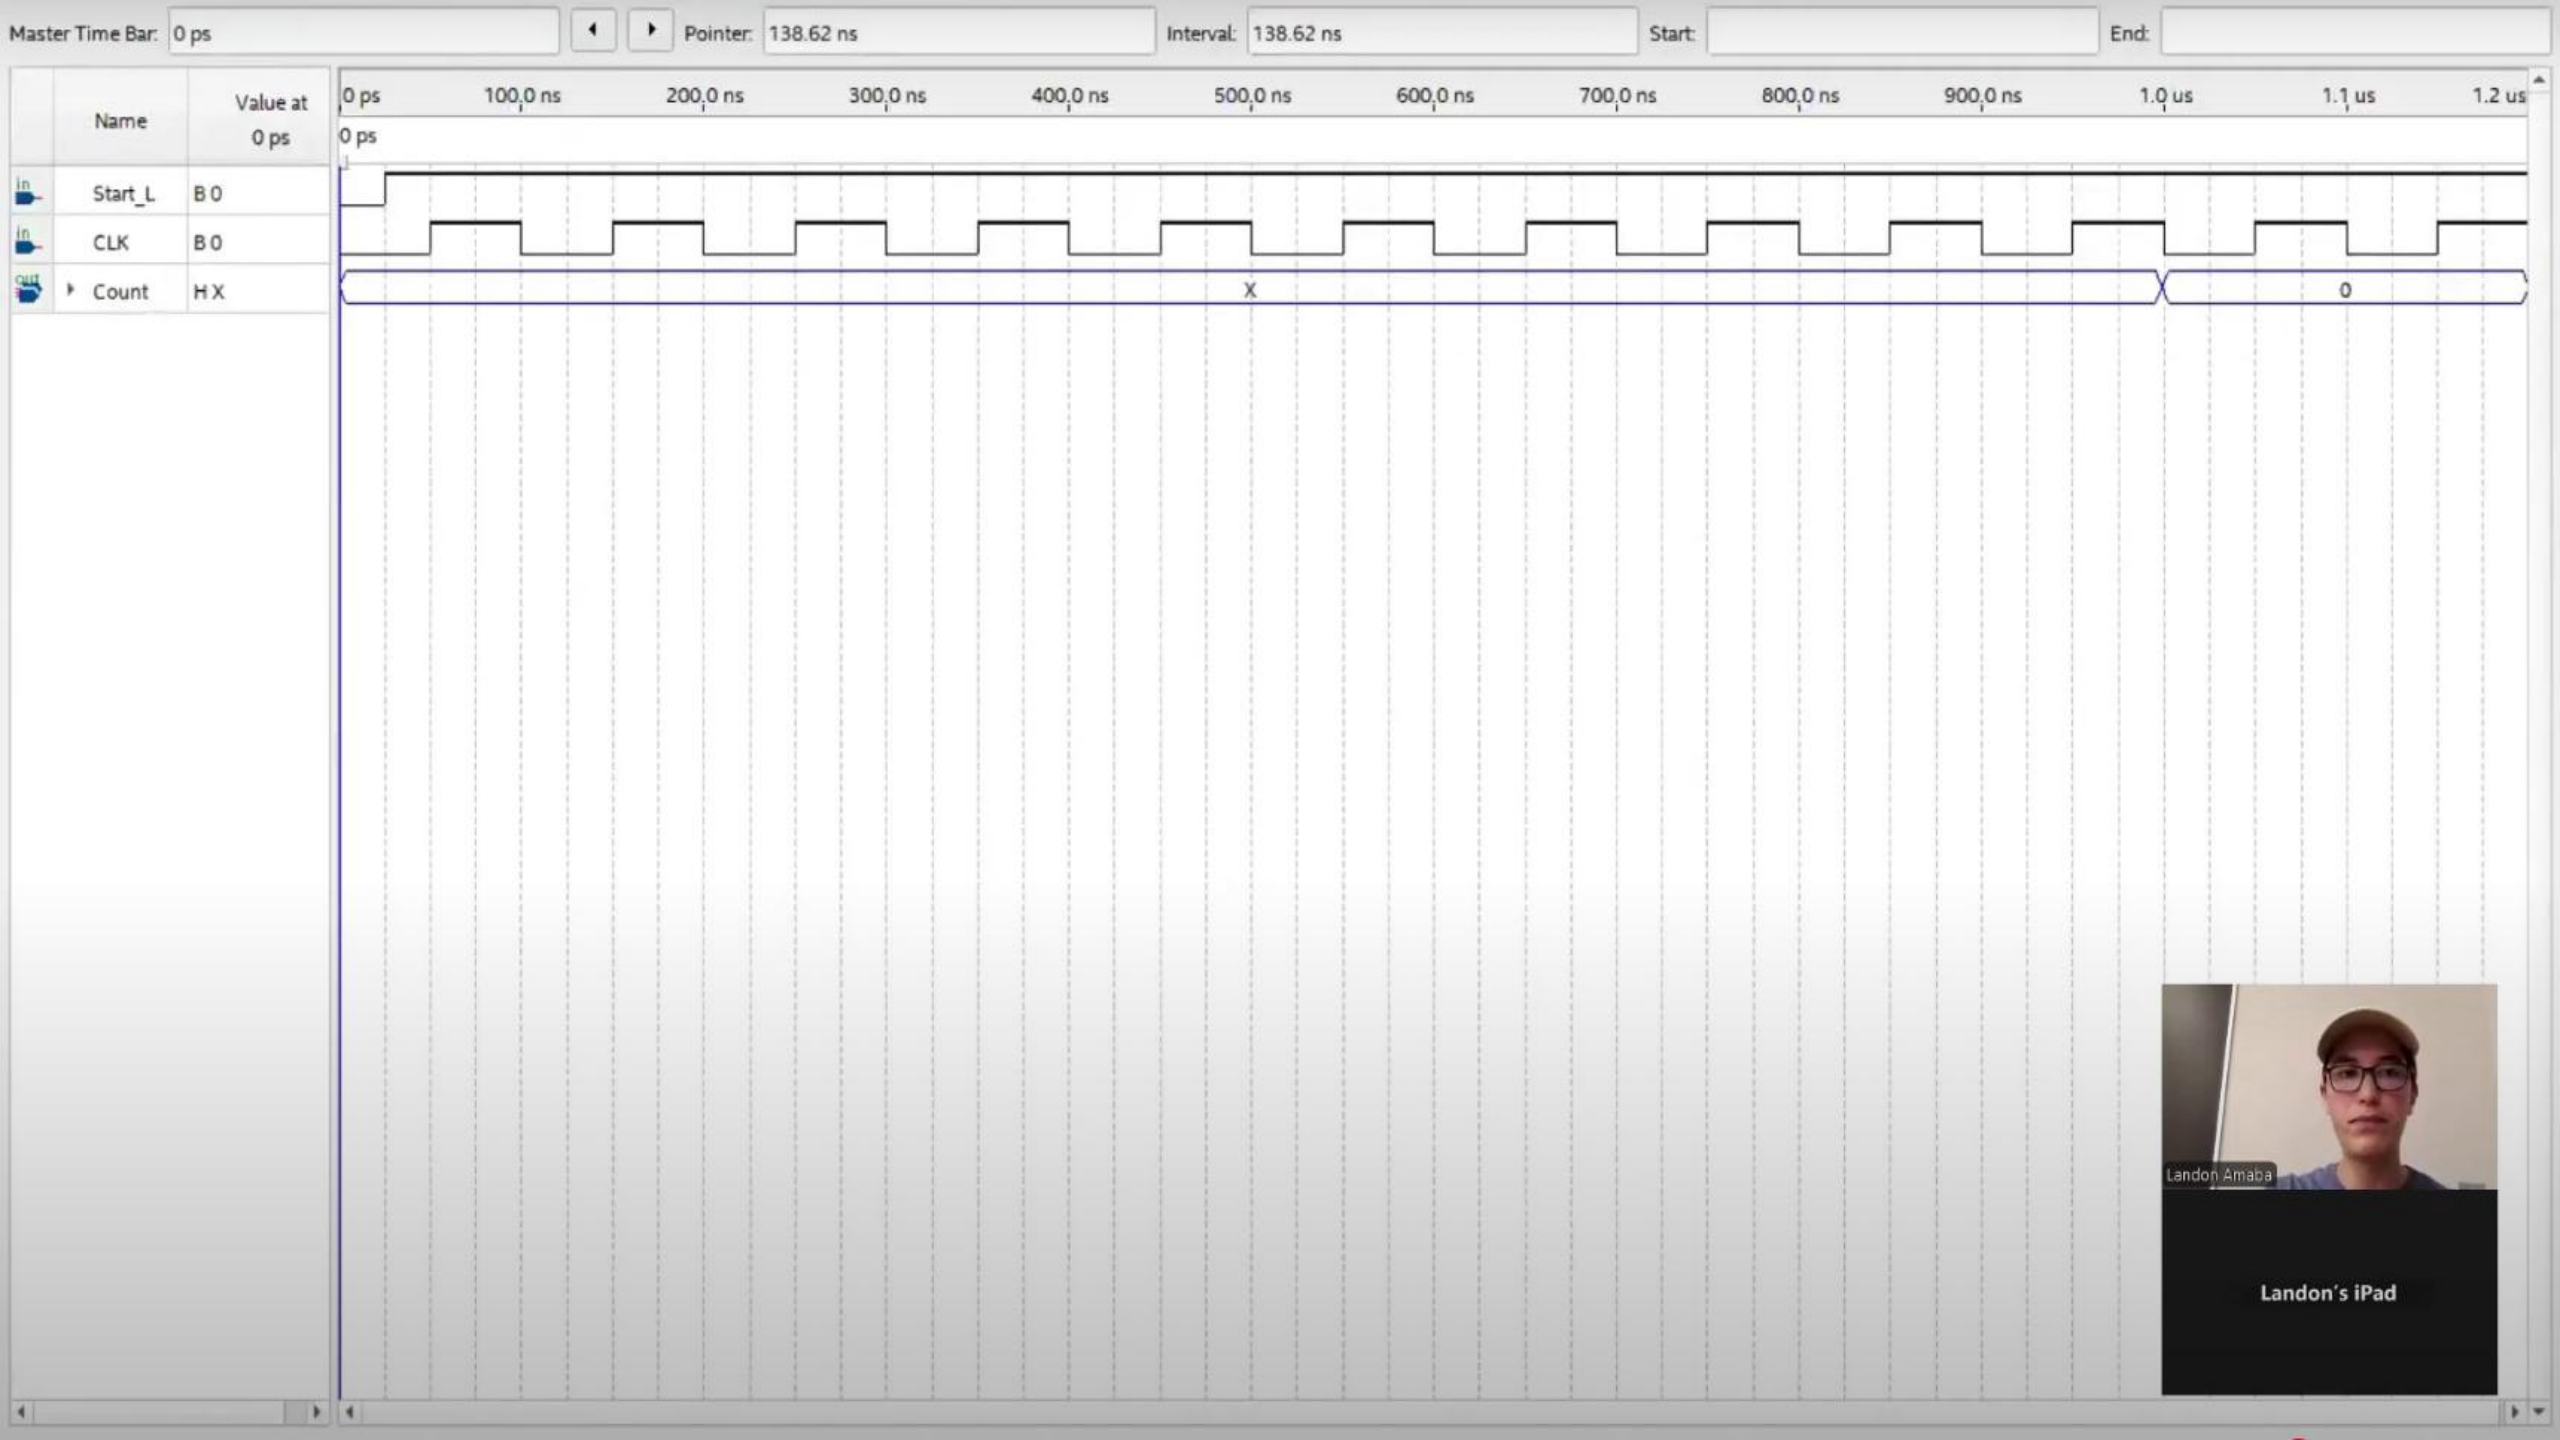 Master Time Bar: 0 ps Pointer: 138.62 ns Interval: 138.62 ns Start: End:
Name Value at 0 ps
0 ps 100.0 ns 200.0 ns 300.0 ns 400.0 ns 500.0 ns 600.0 ns 700.0 ns 800.0 ns 900.0 ns 1.0 us 1.1 us 1.2 us
0 ps
in Start_L B 0
in CLK B 0
out Count H X X 0
Landon Amaba
Landon's iPad